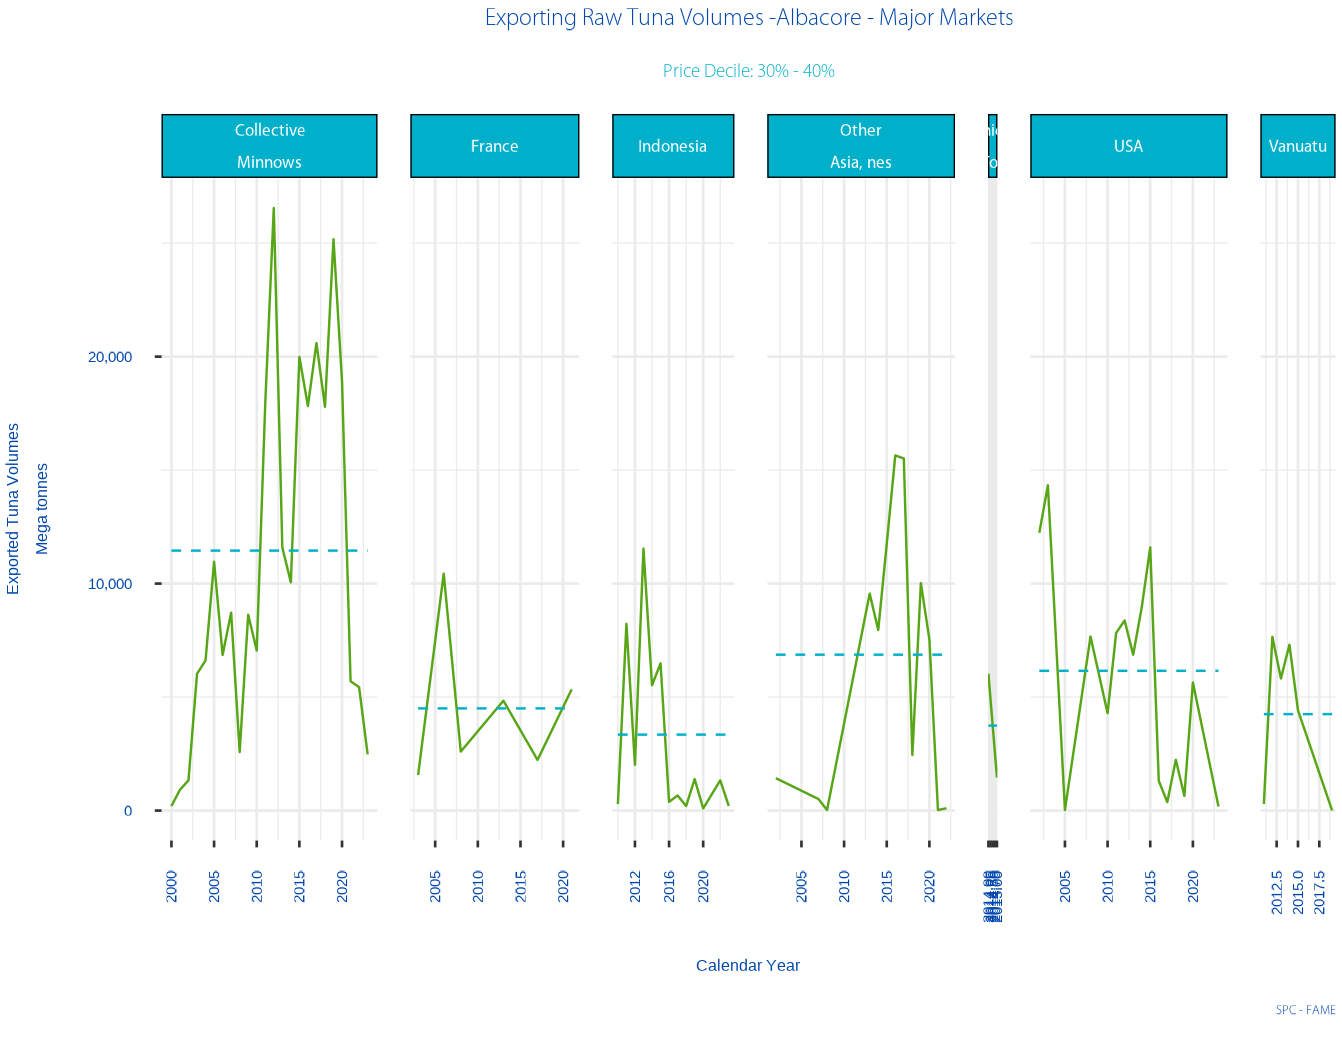 Exporting Raw Tuna Volumes -Albacore - Major Markets
Price Decile: 30% - 40%
Collective
Minnows
France
Indonesia
Other
Asia, nes
USA
Vanuatu
Exported Tuna Volumes
Mega tonnes
20,000
10,000
0
2000 2005 2010 2015 2020
2005 2010 2015 2020
2012 2016 2020
2005 2010 2015 2020
2005 2010 2015 2020
2012.5 2015.0 2017.5
Calendar Year
SPC - FAME